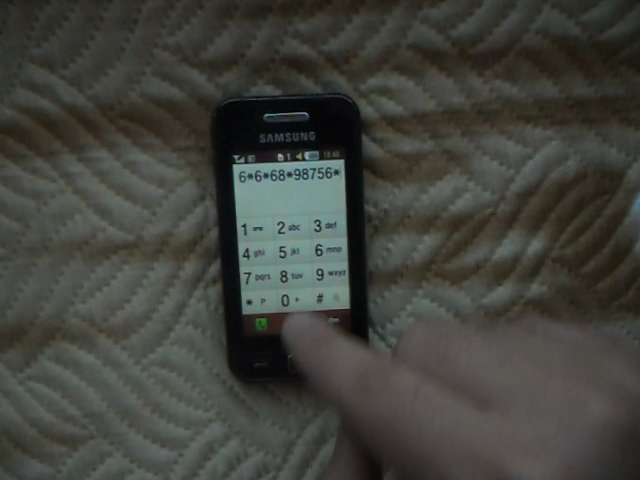 SAMSUNG
6*6*68*98756*
1
2 abc 3 def
4 ghi 5 jkl 6 mno
7 pqrs 8 tuv 9 wxyz
* P 0 + #